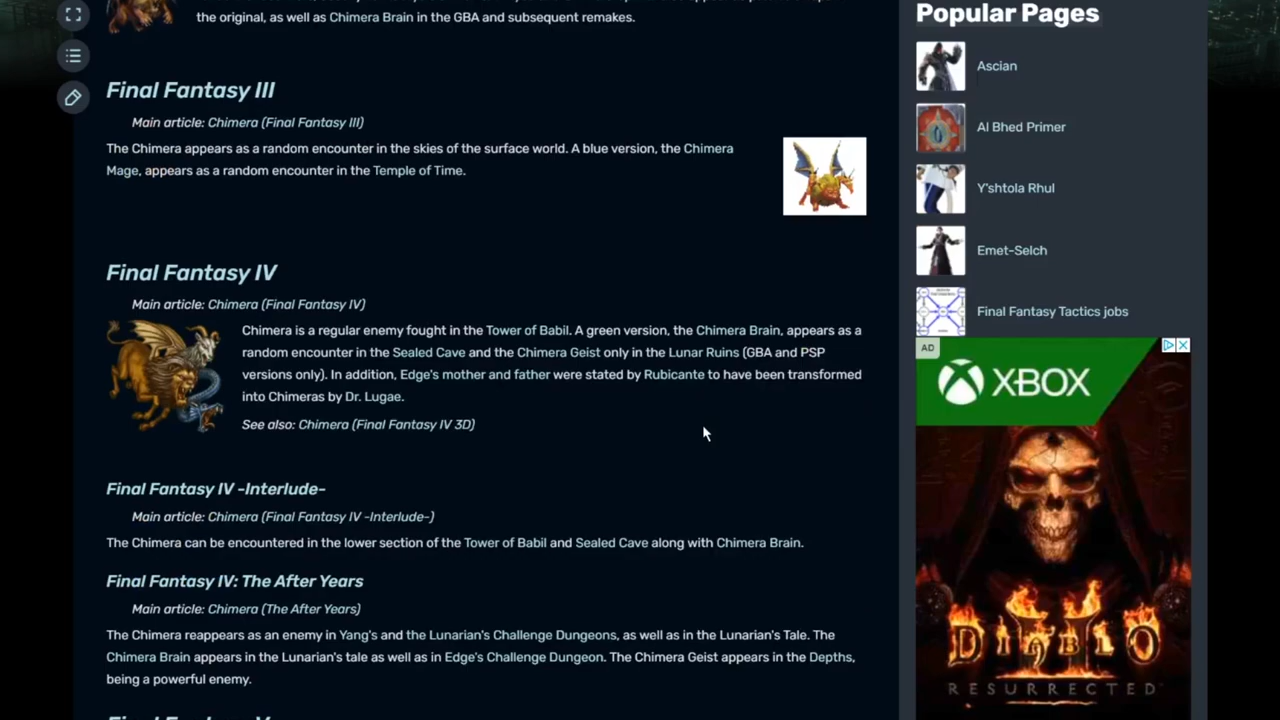 the original, as well as Chimera Brain in the GBA and subsequent remakes.
Final Fantasy III
Main article: Chimera (Final Fantasy III)
The Chimera appears as a random encounter in the skies of the surface world. A blue version, the Chimera
Mage, appears as a random encounter in the Temple of Time.
Final Fantasy IV
Main article: Chimera (Final Fantasy IV)
Chimera is a regular enemy fought in the Tower of Babil. A green version, the Chimera Brain, appears as a
random encounter in the Sealed Cave and the Chimera Geist only in the Lunar Ruins (GBA and PSP
versions only). In addition, Edge's mother and father were stated by Rubicante to have been transformed
into Chimeras by Dr. Lugae.
See also: Chimera (Final Fantasy IV 3D)
Final Fantasy IV -Interlude-
Main article: Chimera (Final Fantasy IV -Interlude-)
The Chimera can be encountered in the lower section of the Tower of Babil and Sealed Cave along with Chimera Brain.
Final Fantasy IV: The After Years
Main article: Chimera (The After Years)
The Chimera reappears as an enemy in Yang's and the Lunarian's Challenge Dungeons, as well as in the Lunarian's Tale. The
Chimera Brain appears in the Lunarian's tale as well as in Edge's Challenge Dungeon. The Chimera Geist appears in the Depths,
being a powerful enemy.
Popular Pages
Ascian
Al Bhed Primer
Y'shtola Rhul
Emet-Selch
Final Fantasy Tactics jobs
AD
XBOX
DIABLO
II
RESURRECTED